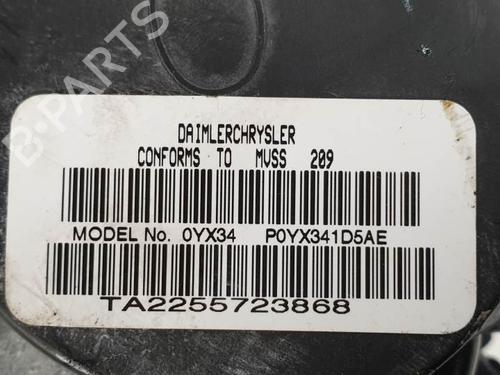 DAIMLERCHRYSLER
CONFORMS TO MVSS 209
MODEL No. 0YX34 P0YX341D5AE
TA2255723868
B-PARTS